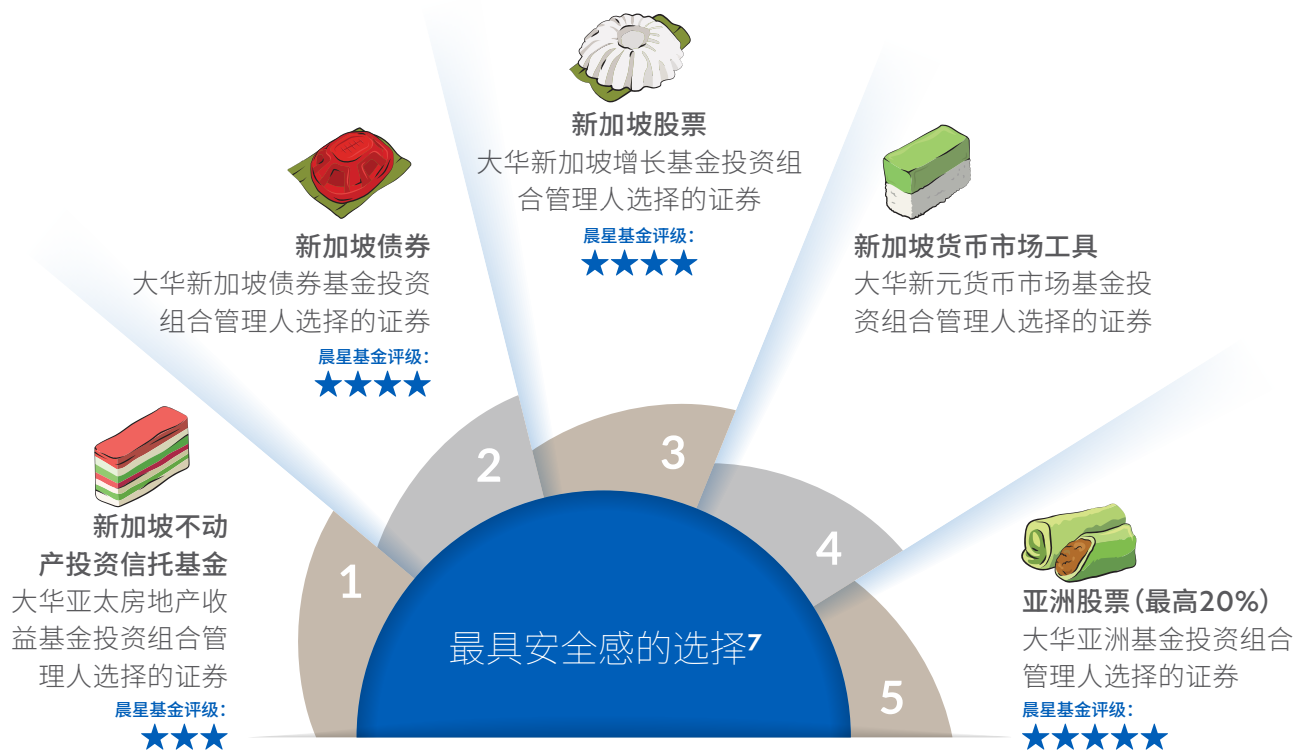 新加坡不动
产投资信托基金
大华亚太房地产收
益基金投资组合管
理人选择的证券
晨星基金评级：
★★★
新加坡债券
大华新加坡债券基金投资
组合管理人选择的证券
晨星基金评级：
★★★★
新加坡股票
大华新加坡增长基金投资组
合管理人选择的证券
晨星基金评级：
★★★★
新加坡货币市场工具
大华新元货币市场基金投
资组合管理人选择的证券
亚洲股票（最高20%）
大华亚洲基金投资组合
管理人选择的证券
晨星基金评级：
★★★★★
1
2
3
4
5
最具安全感的选择7